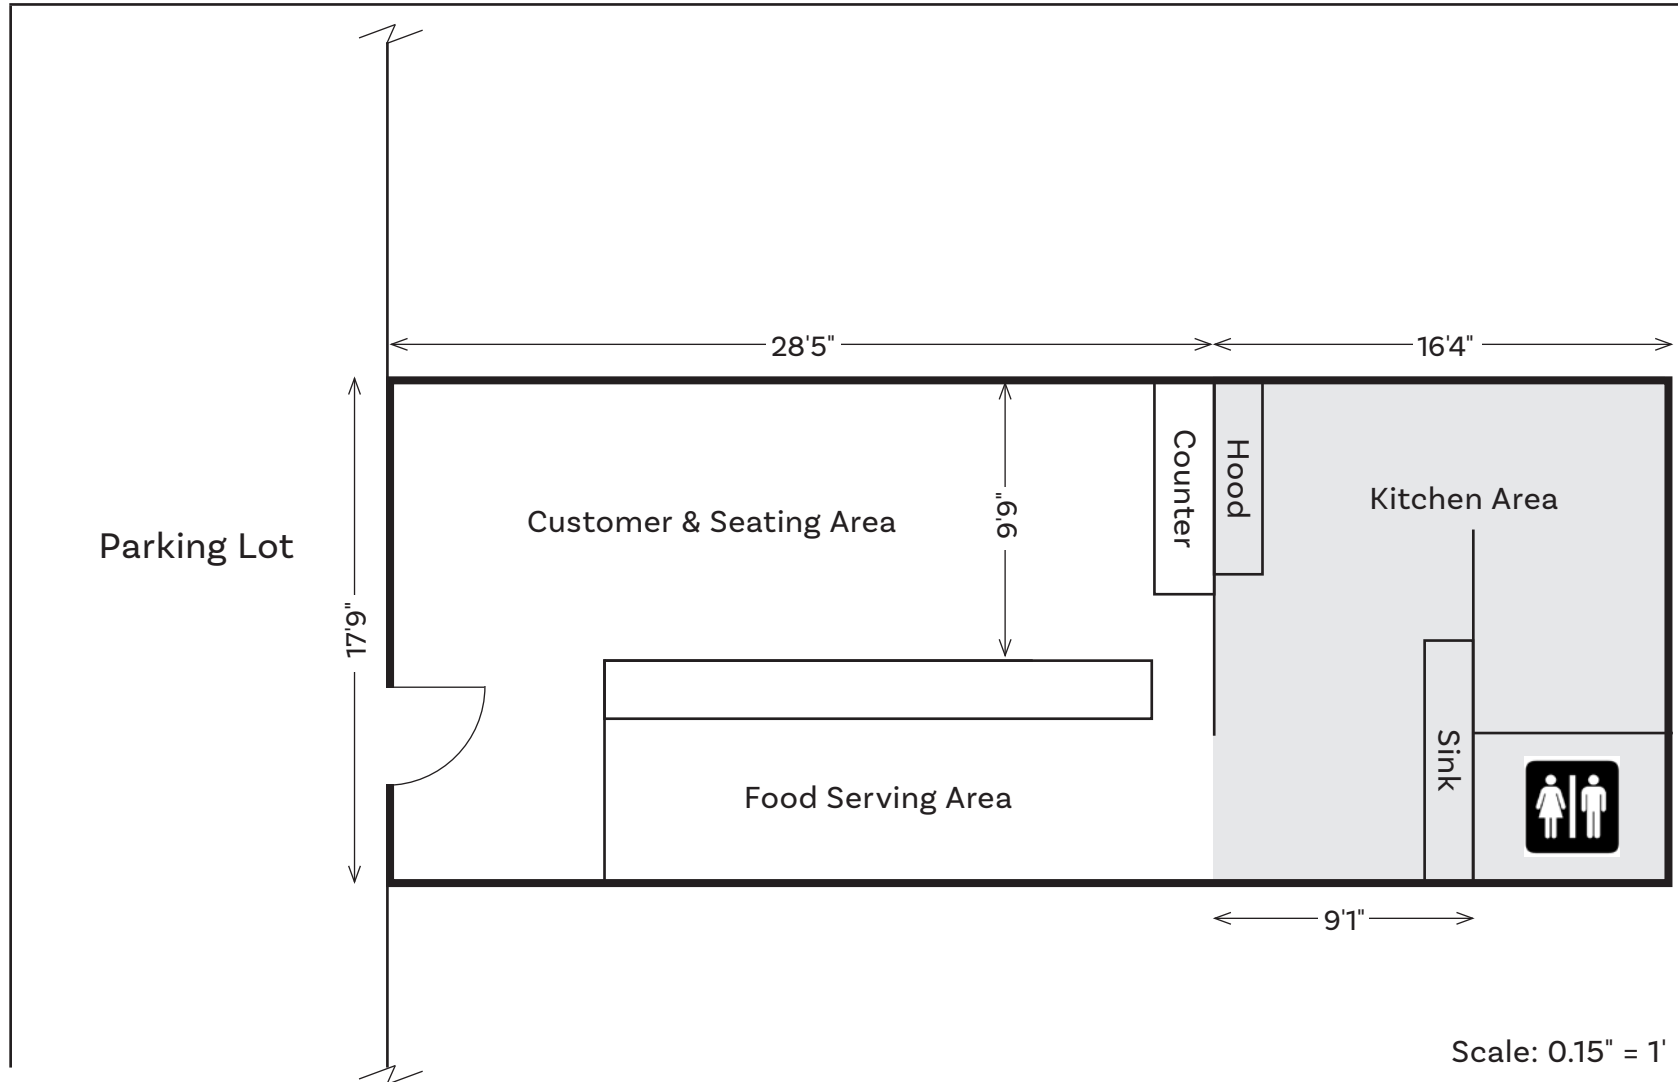 28'5"
16'4"
Counter
Hood
Kitchen Area
9'9"
Customer & Seating Area
Parking Lot
17'9"
Sink
Food Serving Area
9'1"
Scale: 0.15" = 1'